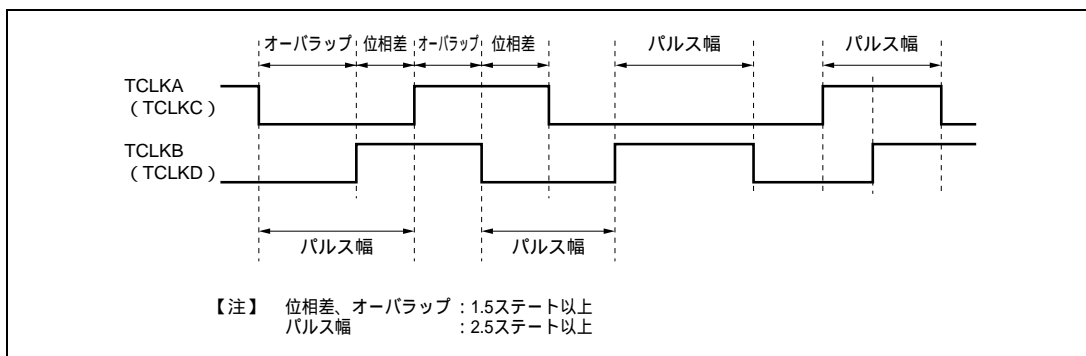 オーバラップ 位相差 オーバラップ 位相差 パルス幅 パルス幅
TCLKA
（TCLKC）
TCLKB
（TCLKD）
パルス幅 パルス幅
【注】 位相差、オーバラップ：1.5ステート以上
パルス幅 ：2.5ステート以上